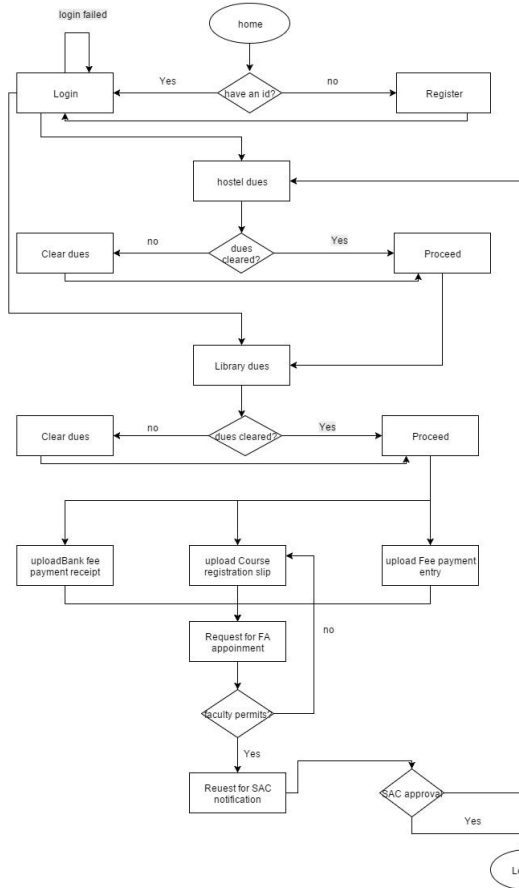 login failed
home
Yes
no
Login
have an id?
Register
hostel dues
no
dues
cleared?
Yes
Clear dues
Proceed
Library dues
no
Yes
Clear dues
dues cleared?
Proceed
uploadBank fee
payment receipt
upload Course
registration slip
upload Fee payment
entry
Request for FA
appoinment
no
faculty permits?
Yes
Reuest for SAC
notification
SAC approval
Yes